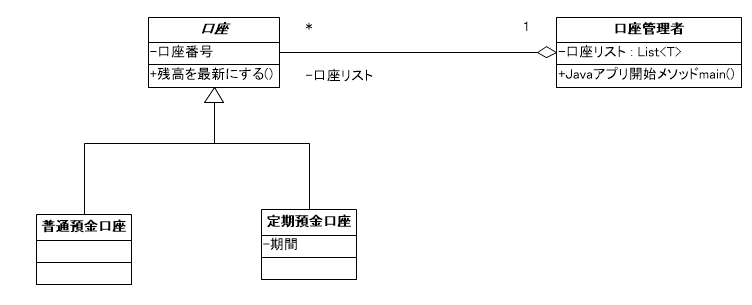 口座
-口座番号
+残高を最新にする()
*
1
-口座リスト
口座管理者
-口座リスト : List<T>
+Javaアプリ開始メソッドmain()
普通預金口座
定期預金口座
-期間